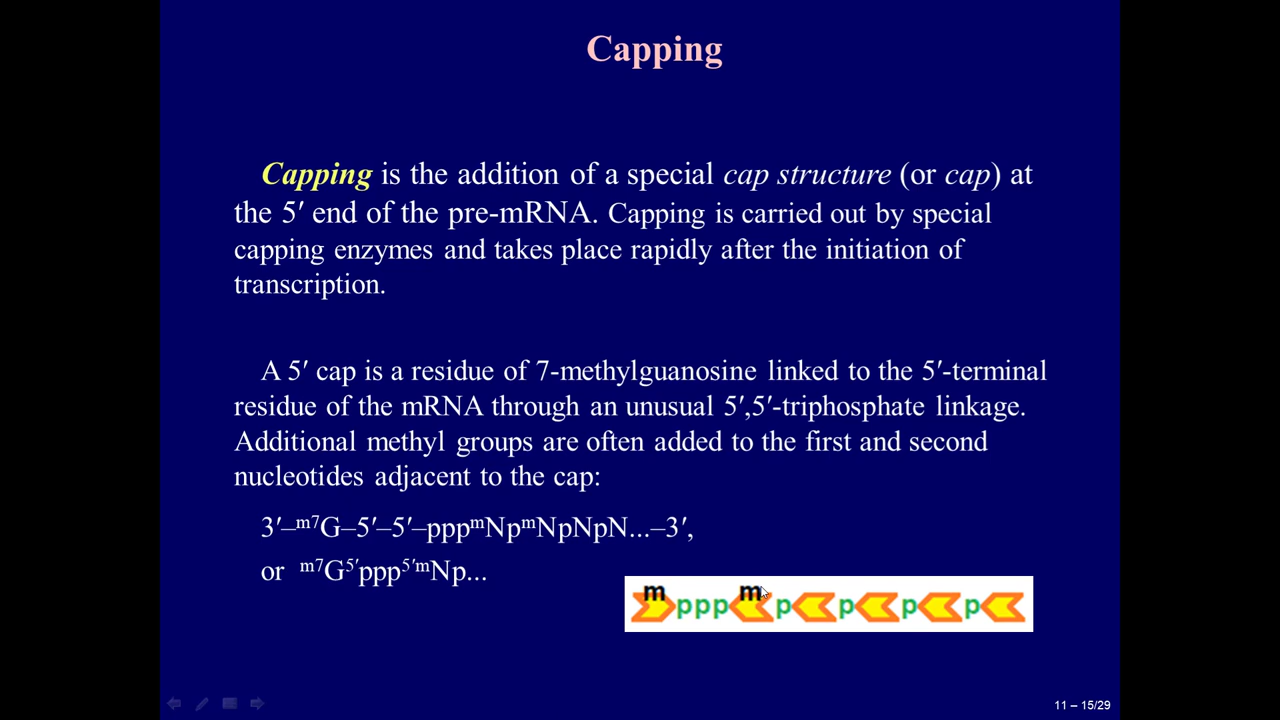 Capping
Capping is the addition of a special cap structure (or cap) at
the 5′ end of the pre-mRNA. Capping is carried out by special
capping enzymes and takes place rapidly after the initiation of
transcription.
A 5′ cap is a residue of 7-methylguanosine linked to the 5′-terminal
residue of the mRNA through an unusual 5′,5′-triphosphate linkage.
Additional methyl groups are often added to the first and second
nucleotides adjacent to the cap:
3′–ᵐ⁷G–5′–5′–pppᵐNpᵐNpNpN...–3′,
or ᵐ⁷G⁵′ppp⁵′ᵐNp...
m ppp m p p p p
11 – 15/29